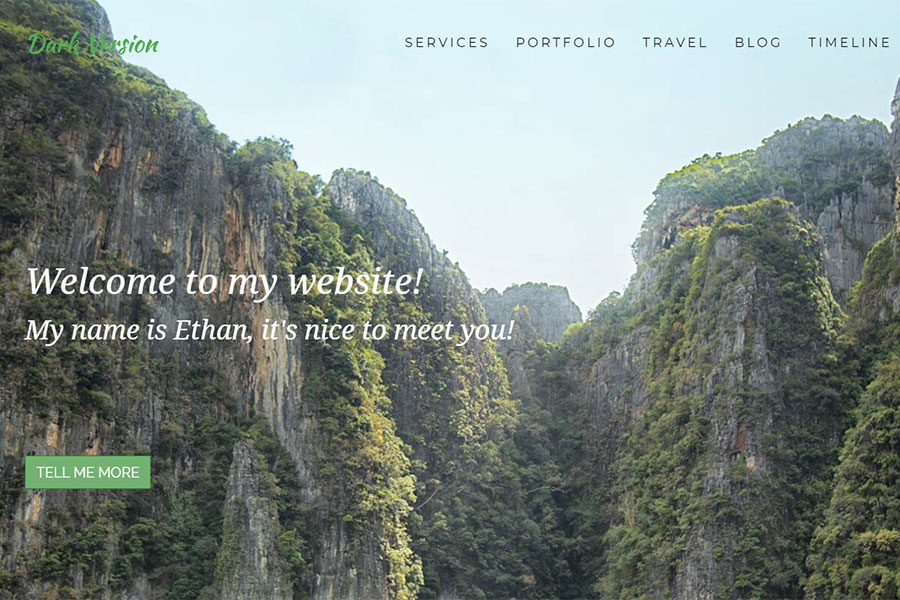 Dark Version
SERVICES PORTFOLIO TRAVEL BLOG TIMELINE
Welcome to my website!
My name is Ethan, it's nice to meet you!
TELL ME MORE